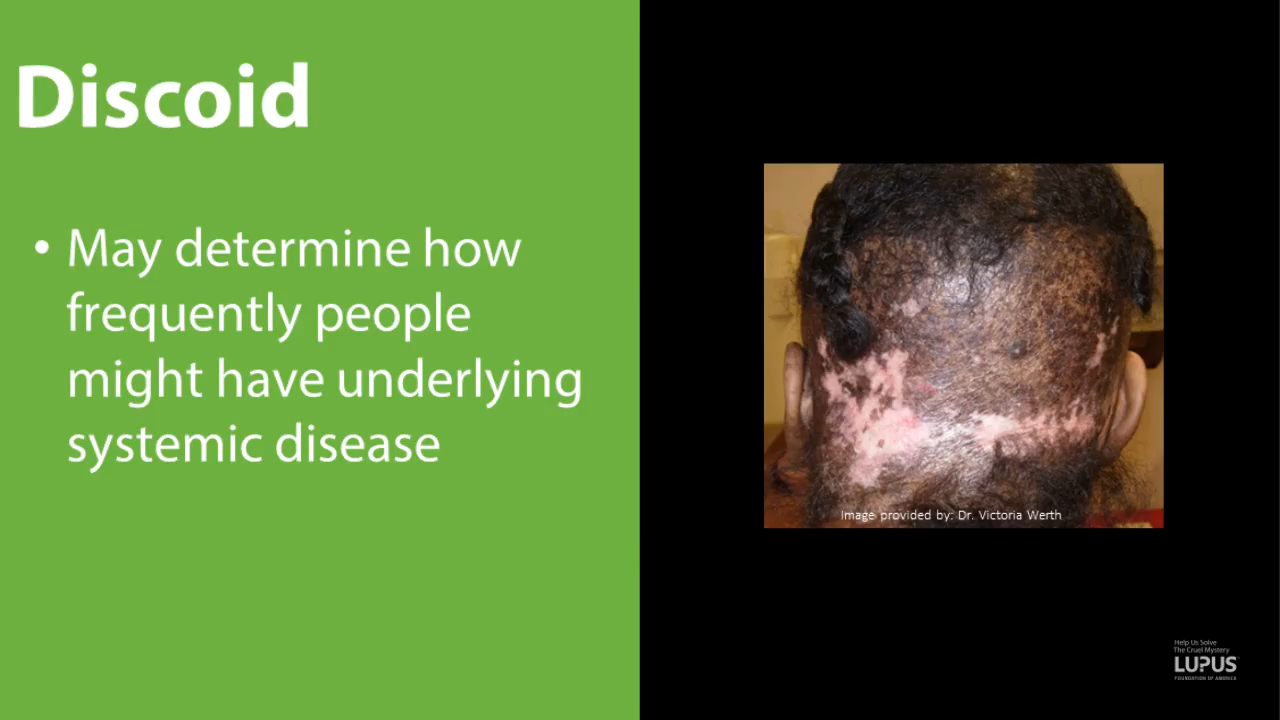 Discoid
• May determine how
frequently people
might have underlying
systemic disease
Image provided by: Dr. Victoria Werth
Help Us Solve
The Cruel Mystery
LUPUS
FOUNDATION OF AMERICA